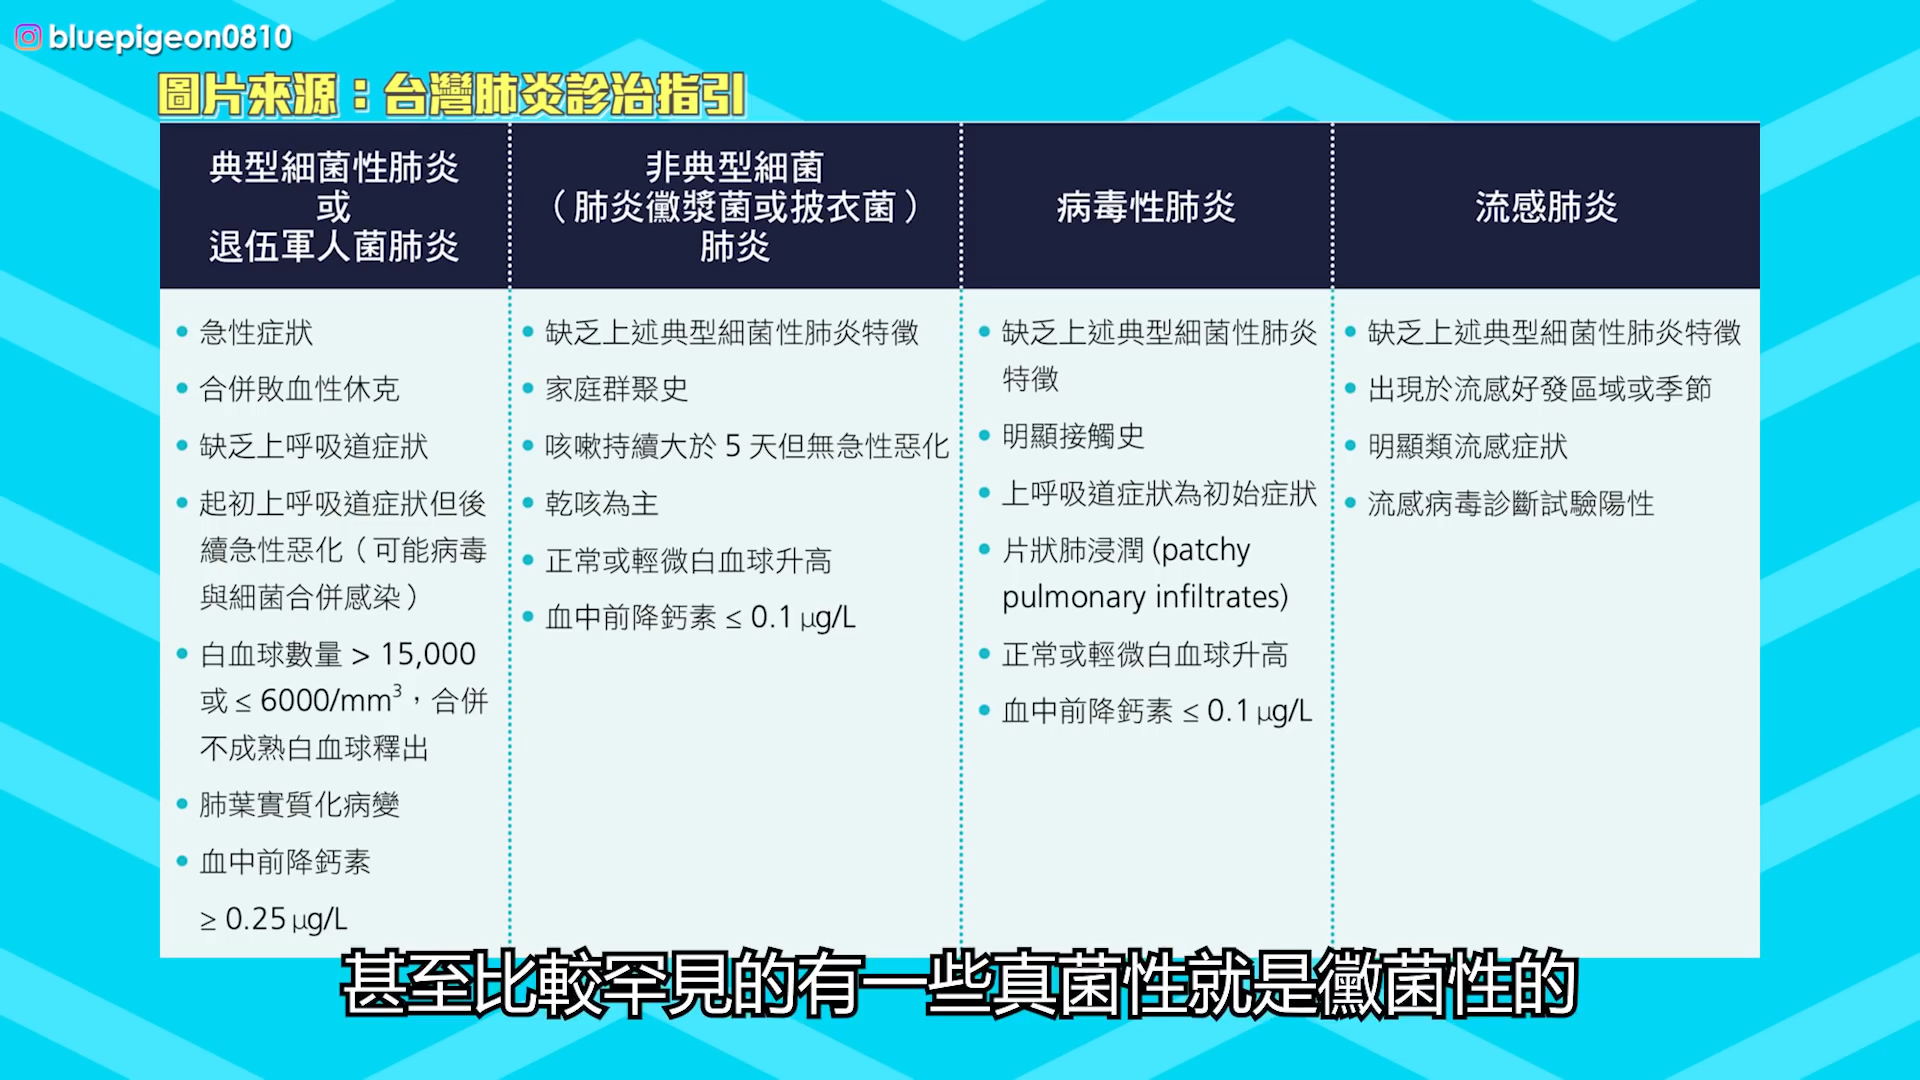 bluepigeon0810
圖片來源：台灣肺炎診治指引
典型細菌性肺炎
或
退伍軍人菌肺炎
非典型細菌
（肺炎黴漿菌或披衣菌）
肺炎
病毒性肺炎
流感肺炎
• 急性症狀
• 合併敗血性休克
• 缺乏上呼吸道症狀
• 起初上呼吸道症狀但後
續急性惡化（可能病毒
與細菌合併感染）
• 白血球數量 > 15,000
或 ≤ 6000/mm³，合併
不成熟白血球釋出
• 肺葉實質化病變
• 血中前降鈣素
≥ 0.25 μg/L
• 缺乏上述典型細菌性肺炎特徵
• 家庭群聚史
• 咳嗽持續大於 5 天但無急性惡化
• 乾咳為主
• 正常或輕微白血球升高
• 血中前降鈣素 ≤ 0.1 μg/L
• 缺乏上述典型細菌性肺炎
特徵
• 明顯接觸史
• 上呼吸道症狀為初始症狀
• 片狀肺浸潤 (patchy
pulmonary infiltrates)
• 正常或輕微白血球升高
• 血中前降鈣素 ≤ 0.1 μg/L
• 缺乏上述典型細菌性肺炎特徵
• 出現於流感好發區域或季節
• 明顯類流感症狀
• 流感病毒診斷試驗陽性
甚至比較罕見的有一些真菌性就是黴菌性的